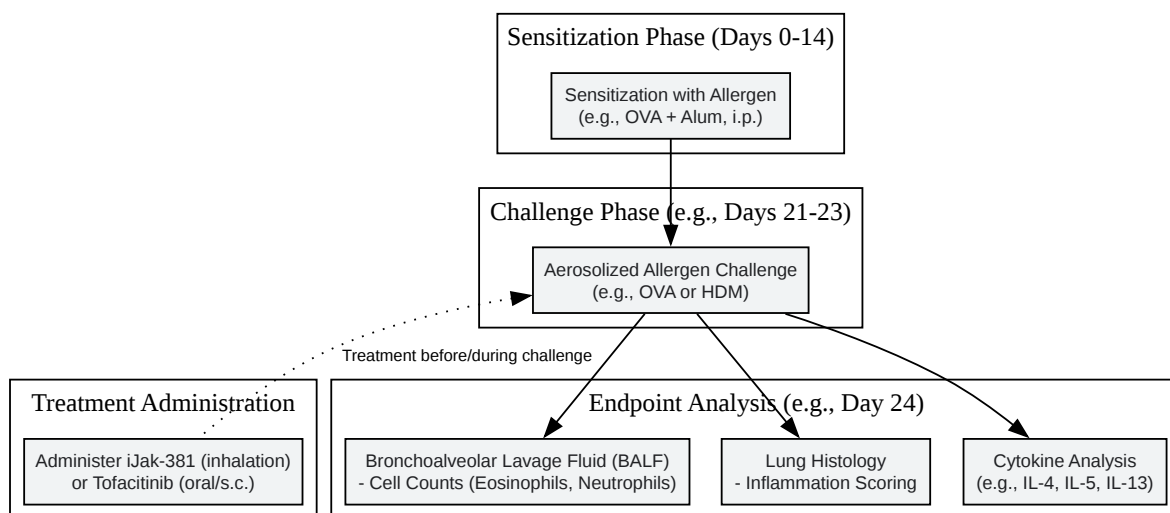 Sensitization Phase (Days 0-14)
Sensitization with Allergen
(e.g., OVA + Alum, i.p.)
Challenge Phase (e.g., Days 21-23)
Aerosolized Allergen Challenge
(e.g., OVA or HDM)
Treatment before/during challenge
Treatment Administration
Administer iJak-381 (inhalation)
or Tofacitinib (oral/s.c.)
Endpoint Analysis (e.g., Day 24)
Bronchoalveolar Lavage Fluid (BALF)
- Cell Counts (Eosinophils, Neutrophils)
Lung Histology
- Inflammation Scoring
Cytokine Analysis
(e.g., IL-4, IL-5, IL-13)